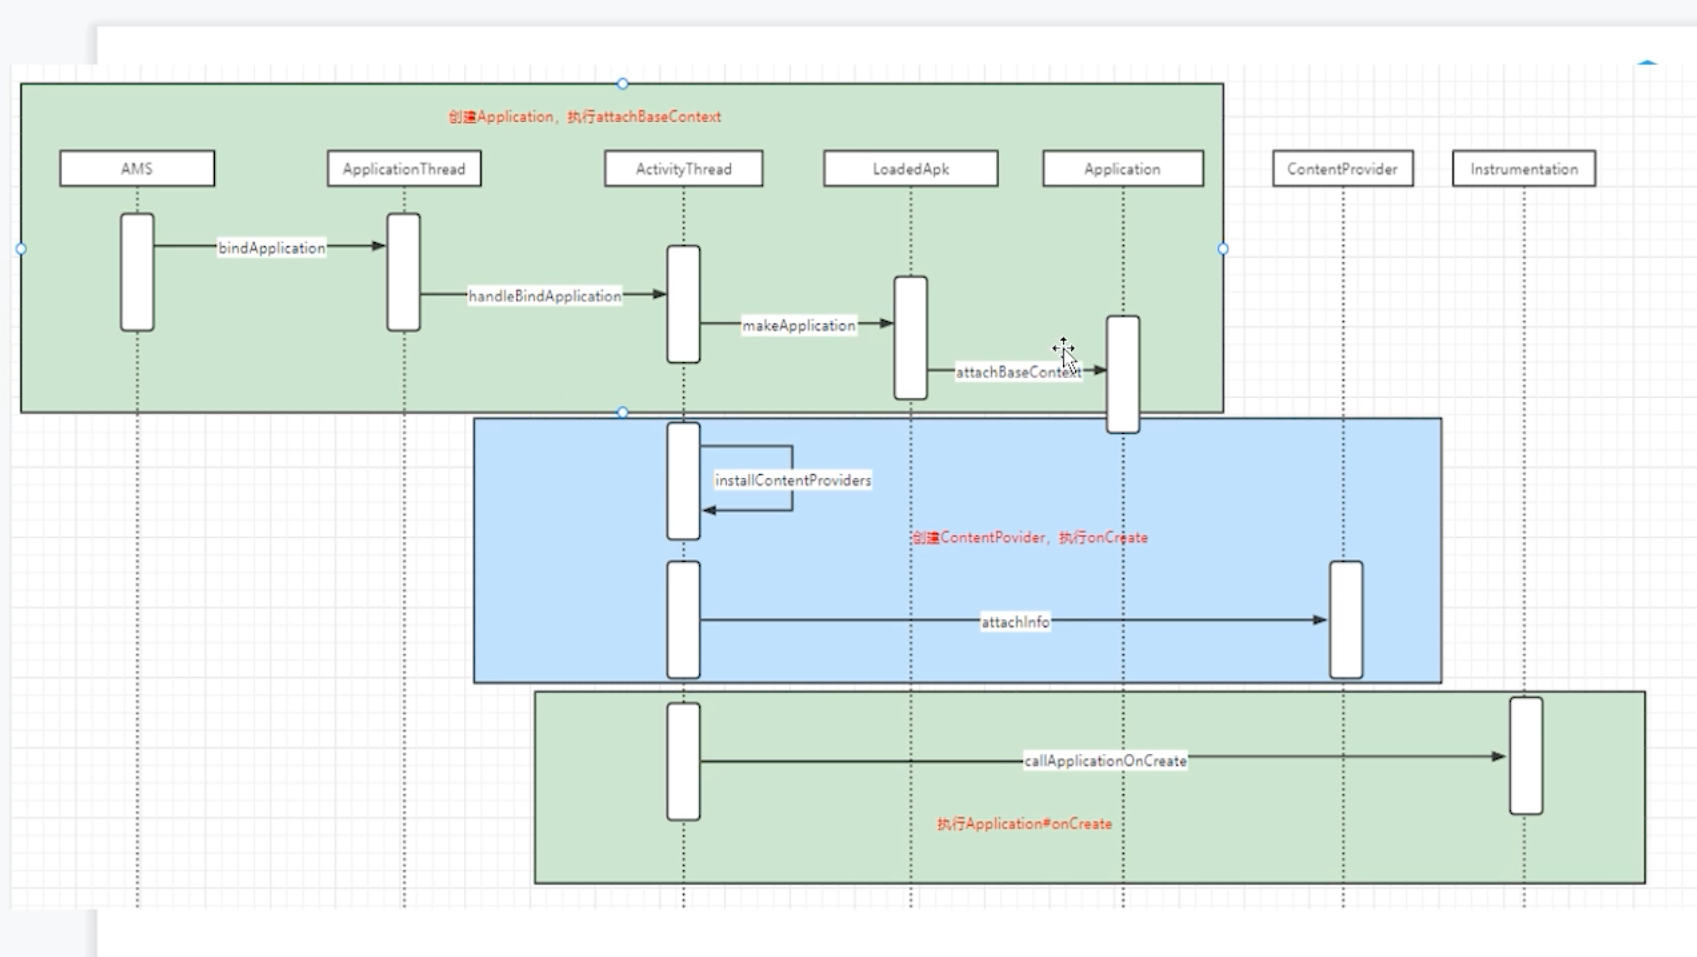 创建Application，执行attachBaseContext
AMS
ApplicationThread
ActivityThread
LoadedApk
Application
ContentProvider
Instrumentation
bindApplication
handleBindApplication
makeApplication
attachBaseContext
installContentProviders
创建ContentPovider，执行onCreate
attachInfo
callApplicationOnCreate
执行Application#onCreate